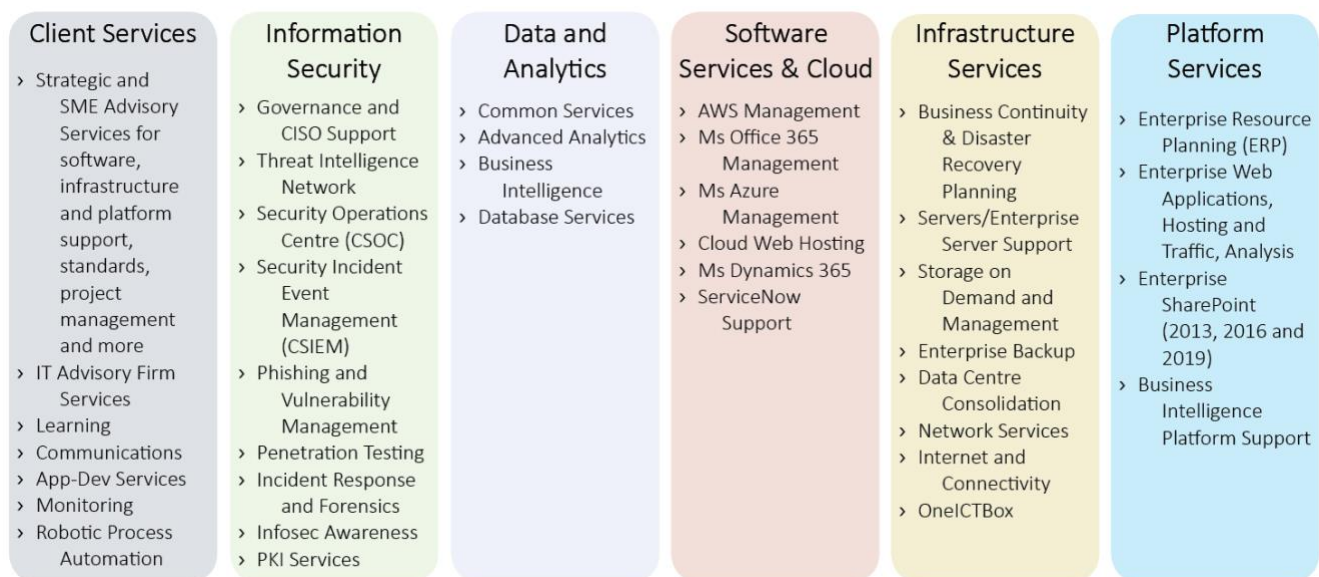 Client Services
› Strategic and
SME Advisory
Services for
software,
infrastructure
and platform
support,
standards,
project
management
and more
› IT Advisory Firm
Services
› Learning
› Communications
› App-Dev Services
› Monitoring
› Robotic Process
Automation
Information
Security
› Governance and
CISO Support
› Threat Intelligence
Network
› Security Operations
Centre (CSOC)
› Security Incident
Event
Management
(CSIEM)
› Phishing and
Vulnerability
Management
› Penetration Testing
› Incident Response
and Forensics
› Infosec Awareness
› PKI Services
Data and
Analytics
› Common Services
› Advanced Analytics
› Business
Intelligence
› Database Services
Software
Services & Cloud
› AWS Management
› Ms Office 365
Management
› Ms Azure
Management
› Cloud Web Hosting
› Ms Dynamics 365
› ServiceNow
Support
Infrastructure
Services
› Business Continuity
& Disaster
Recovery
Planning
› Servers/Enterprise
Server Support
› Storage on
Demand and
Management
› Enterprise Backup
› Data Centre
Consolidation
› Network Services
› Internet and
Connectivity
› OneICTBox
Platform
Services
› Enterprise Resource
Planning (ERP)
› Enterprise Web
Applications,
Hosting and
Traffic, Analysis
› Enterprise
SharePoint
(2013, 2016 and
2019)
› Business
Intelligence
Platform Support